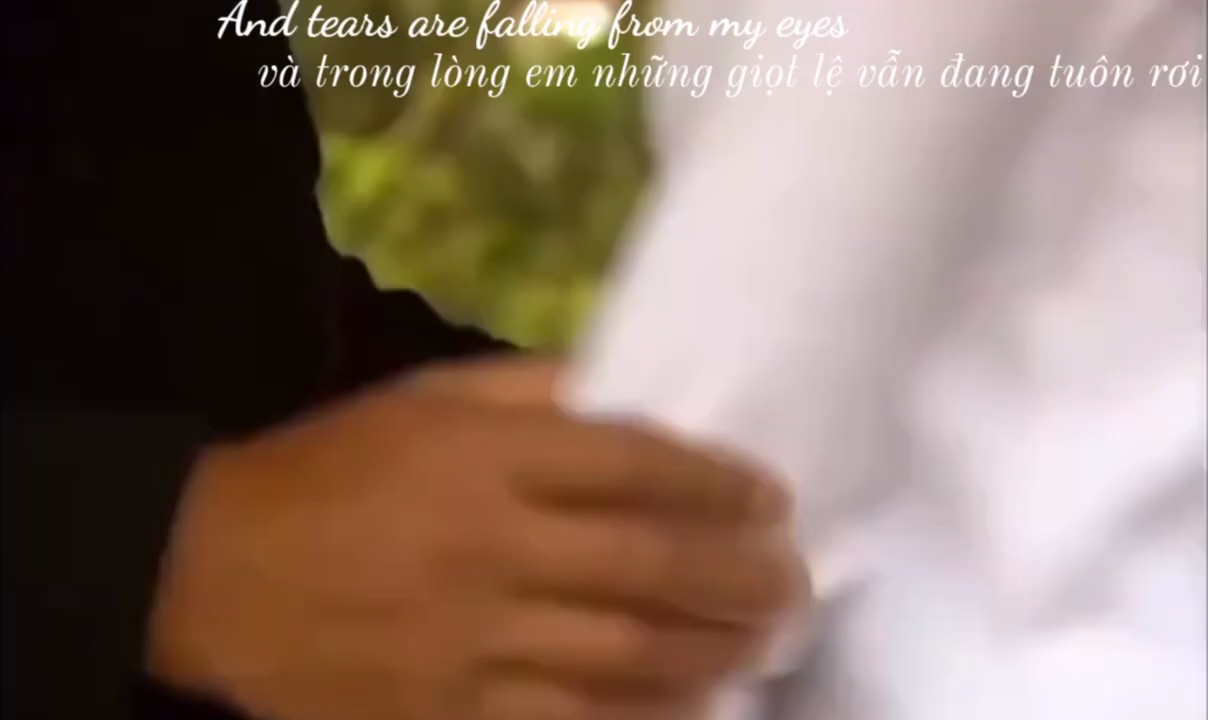 And tears are falling from my eyes
và trong lòng em những giọt lệ vẫn đang tuôn rơi